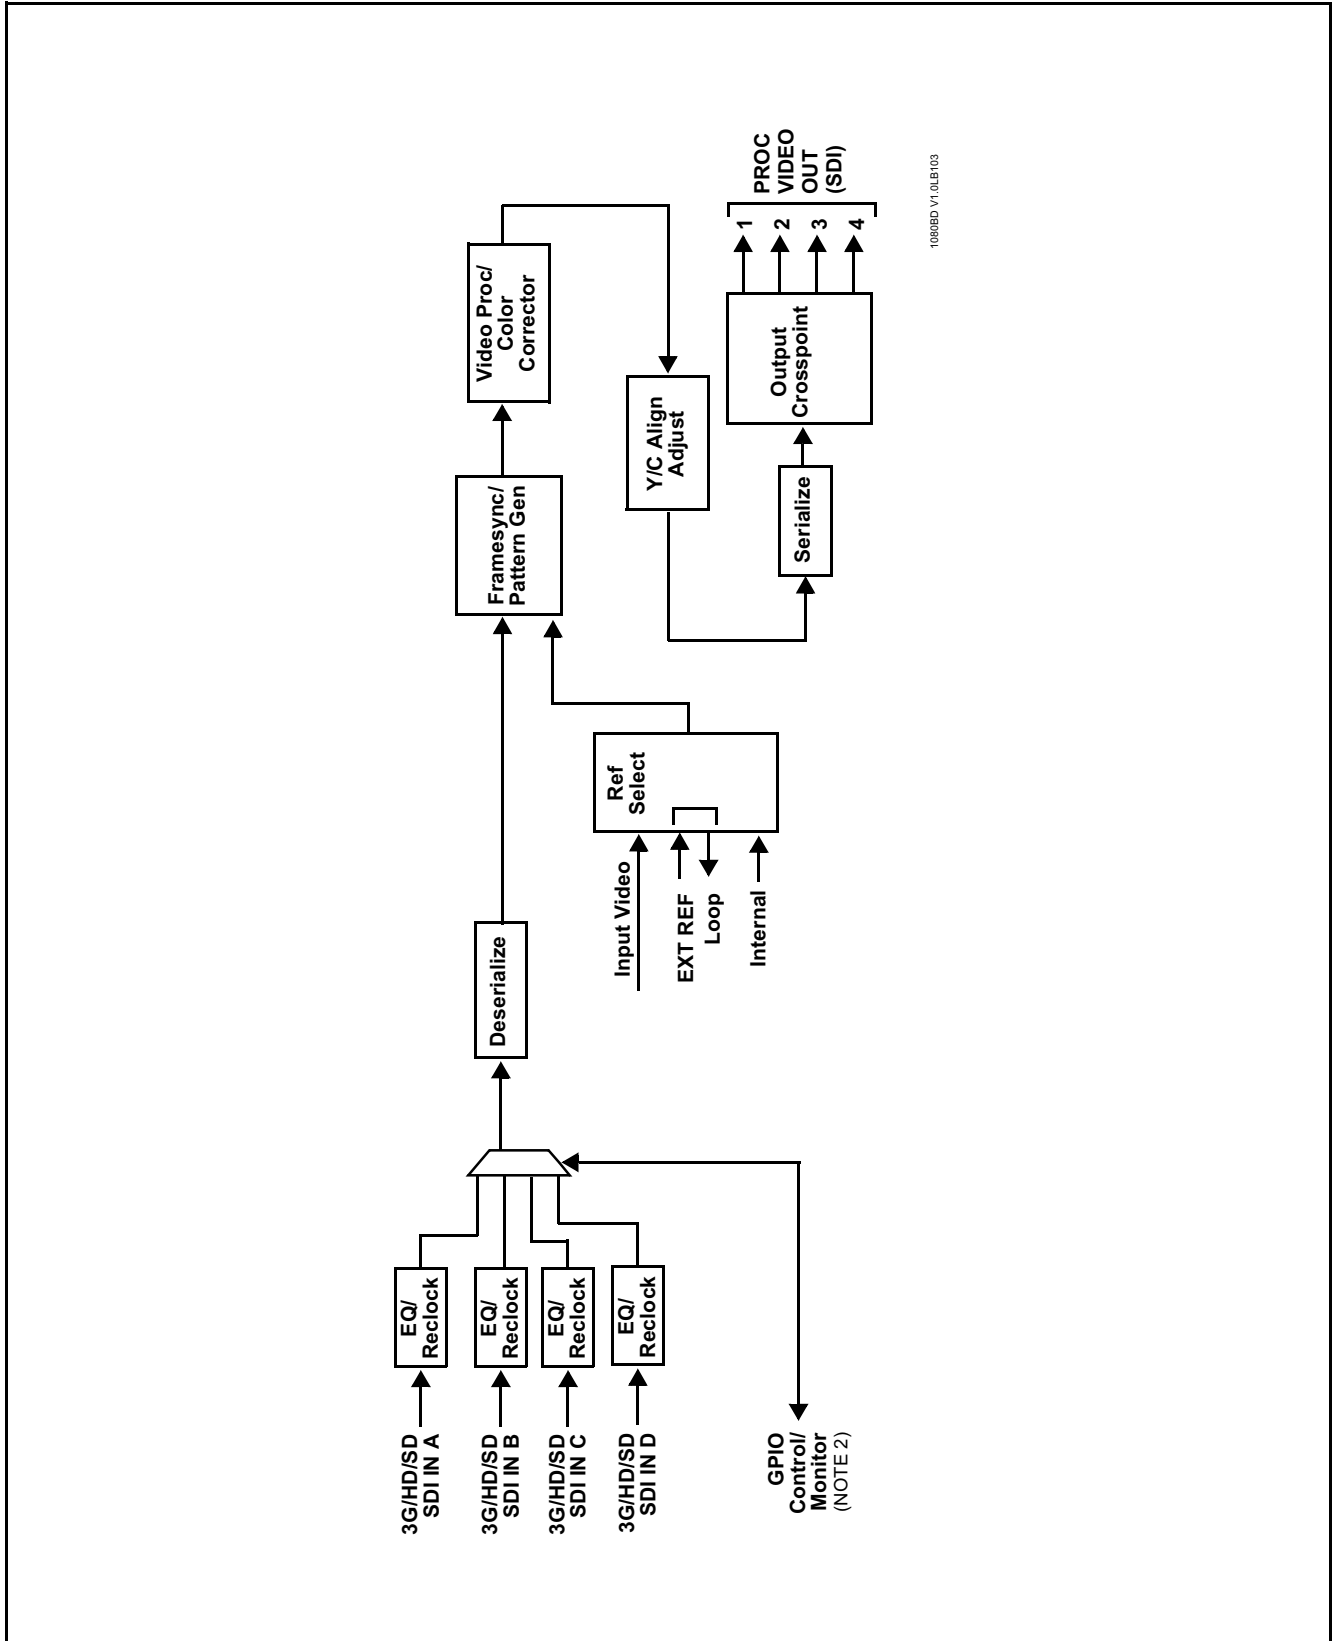 3G/HD/SD
SDI IN A
3G/HD/SD
SDI IN B
3G/HD/SD
SDI IN C
3G/HD/SD
SDI IN D
EQ/
Reclock
EQ/
Reclock
EQ/
Reclock
EQ/
Reclock
GPIO
Control/
Monitor
(NOTE 2)
Deserialize
Input Video
EXT REF
Loop
Internal
Ref
Select
Framesync/
Pattern Gen
Video Proc/
Color
Corrector
Y/C Align
Adjust
Serialize
Output
Crosspoint
1
2
3
4
PROC
VIDEO
OUT
(SDI)
1080BD V1.0LB103